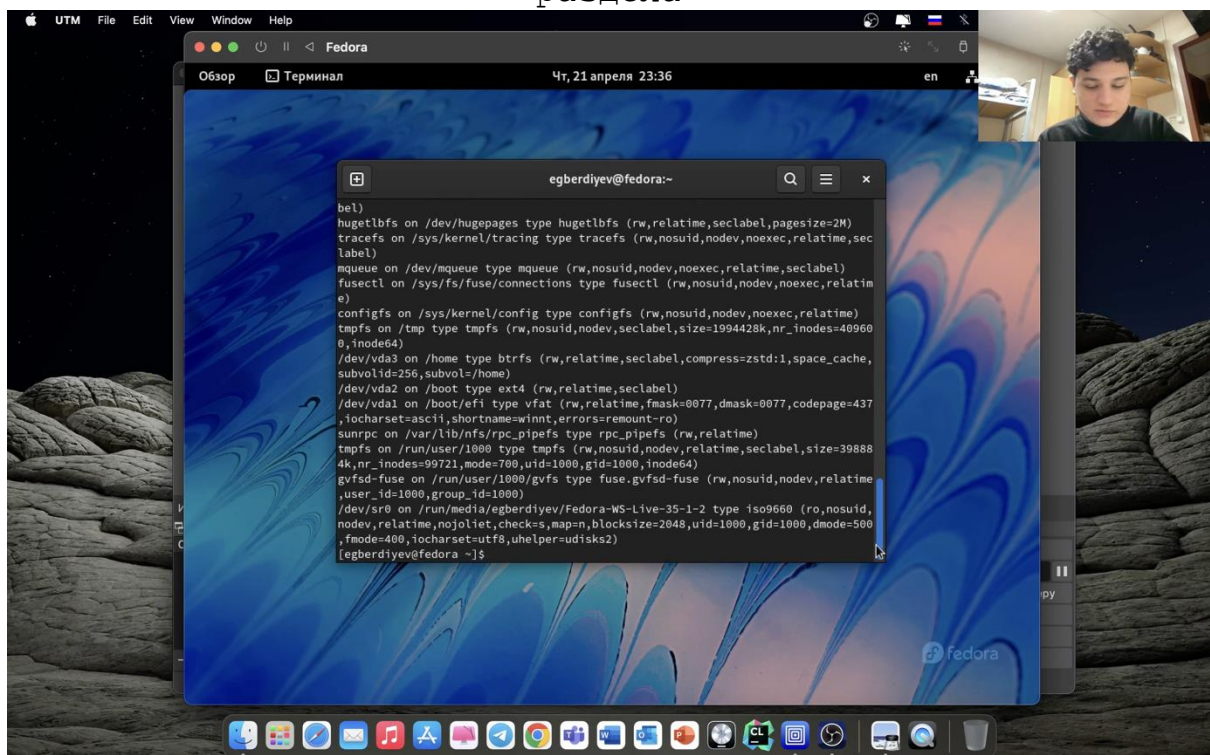 раздела
UTM File Edit View Window Help
Fedora
Обзор Терминал Чт, 21 апреля 23:36 en
egberdiyev@fedora:~
bel)
hugetlbfs on /dev/hugepages type hugetlbfs (rw,relatime,seclabel,pagesize=2M)
tracefs on /sys/kernel/tracing type tracefs (rw,nosuid,nodev,noexec,relatime,sec
label)
mqueue on /dev/mqueue type mqueue (rw,nosuid,nodev,noexec,relatime,seclabel)
fusectl on /sys/fs/fuse/connections type fusectl (rw,nosuid,nodev,noexec,relatim
e)
configfs on /sys/kernel/config type configfs (rw,nosuid,nodev,noexec,relatime)
tmpfs on /tmp type tmpfs (rw,nosuid,nodev,seclabel,size=1994428k,nr_inodes=40960
0,inode64)
/dev/vda3 on /home type btrfs (rw,relatime,seclabel,compress=zstd:1,space_cache,
subvolid=256,subvol=/home)
/dev/vda2 on /boot type ext4 (rw,relatime,seclabel)
/dev/vda1 on /boot/efi type vfat (rw,relatime,fmask=0077,dmask=0077,codepage=437
,iocharset=ascii,shortname=winnt,errors=remount-ro)
sunrpc on /var/lib/nfs/rpc_pipefs type rpc_pipefs (rw,relatime)
tmpfs on /run/user/1000 type tmpfs (rw,nosuid,nodev,relatime,seclabel,size=39888
4k,nr_inodes=99721,mode=700,uid=1000,gid=1000,inode64)
gvfsd-fuse on /run/user/1000/gvfs type fuse.gvfsd-fuse (rw,nosuid,nodev,relatime
,user_id=1000,group_id=1000)
/dev/sr0 on /run/media/egberdiyev/Fedora-WS-Live-35-1-2 type iso9660 (ro,nosuid,
nodev,relatime,nojoliet,check=s,map=n,blocksize=2048,uid=1000,gid=1000,dmode=500
,fmode=400,iocharset=utf8,uhelper=udisks2)
[egberdiyev@fedora ~]$
fedora